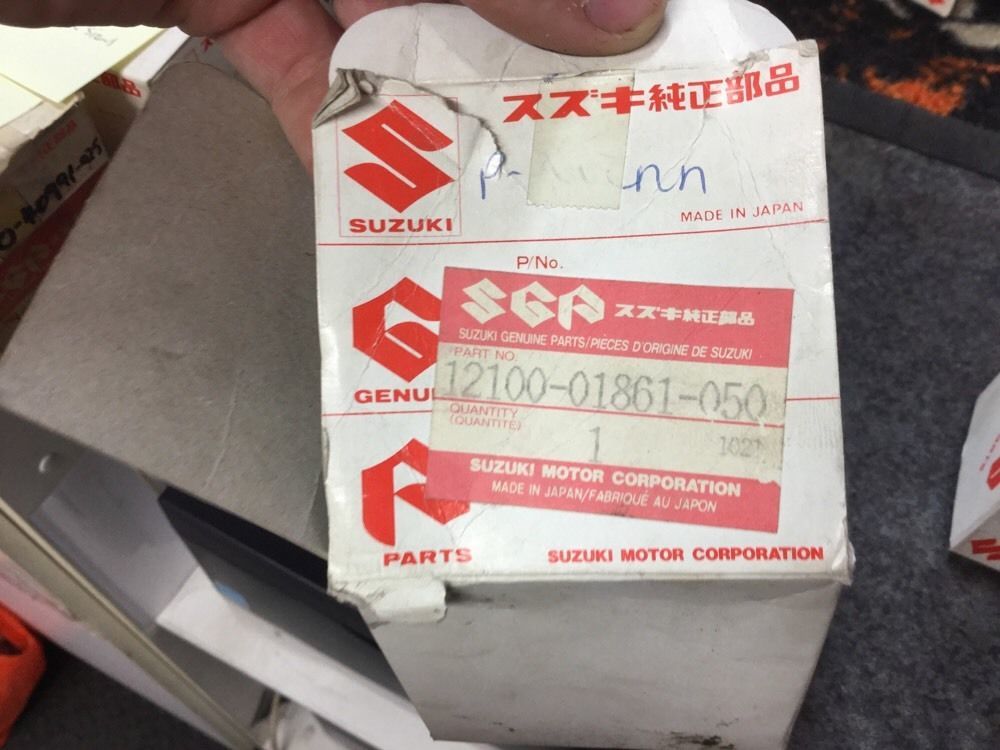 スズキ純正部品
SUZUKI
MADE IN JAPAN
P/No.
SGP スズキ純正部品
SUZUKI GENUINE PARTS/PIECES D'ORIGINE DE SUZUKI
PART NO.
12100-01861-050
GENUI
QUANTITY
(QUANTITE)
1
1021
SUZUKI MOTOR CORPORATION
MADE IN JAPAN/FABRIQUÉ AU JAPON
PARTS
SUZUKI MOTOR CORPORATION